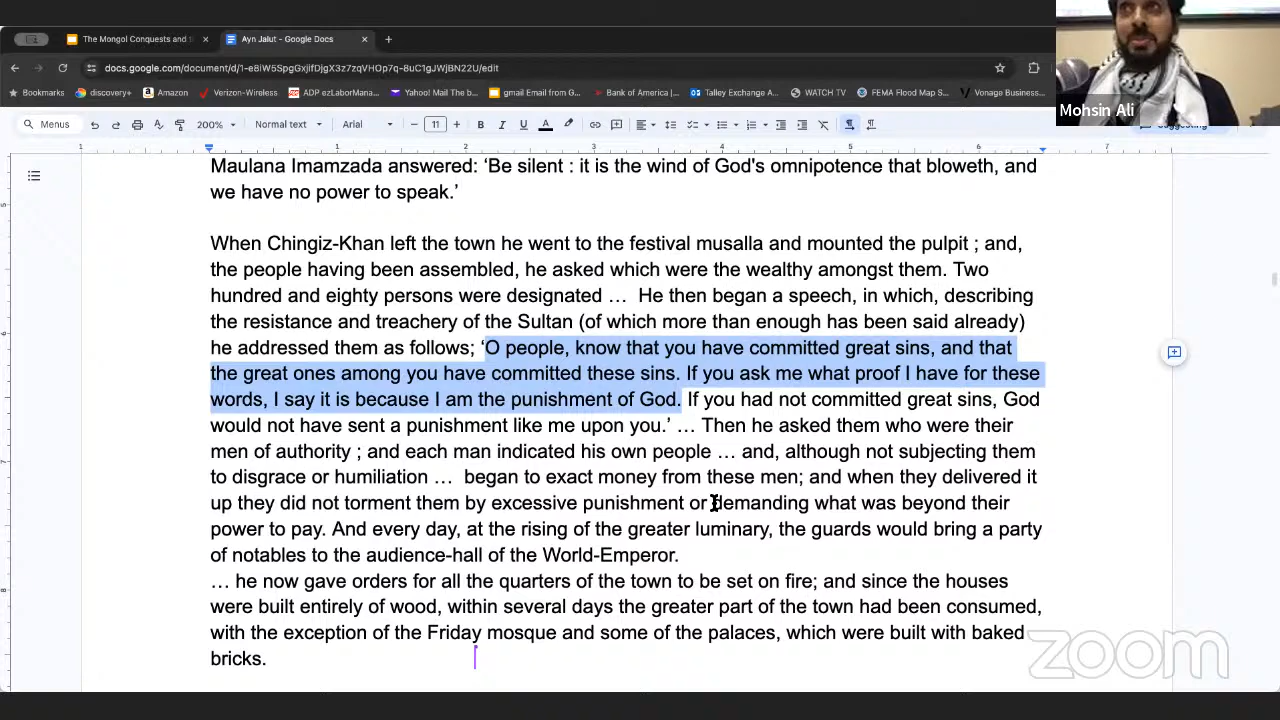 The Mongol Conquests and t
Ayn Jalut - Google Docs
docs.google.com/document/d/1-e8iW5SpgGxjifDjgX3z7zqVHOp7q-8uC1gJWjBN22U/edit
Bookmarks discovery+ Amazon Verizon-Wireless ADP ezLaborMana... Yahoo! Mail The b... gmail Email from G... Bank of America |... Talley Exchange A... WATCH TV FEMA Flood Map S... Vonage Business...
Mohsin Ali
Menus 200% Normal text Arial 11 B I U A
1 1 2 3 4 5 6 7
Maulana Imamzada answered: ‘Be silent : it is the wind of God's omnipotence that bloweth, and
we have no power to speak.’
When Chingiz-Khan left the town he went to the festival musalla and mounted the pulpit ; and,
the people having been assembled, he asked which were the wealthy amongst them. Two
hundred and eighty persons were designated … He then began a speech, in which, describing
the resistance and treachery of the Sultan (of which more than enough has been said already)
he addressed them as follows; ‘O people, know that you have committed great sins, and that
the great ones among you have committed these sins. If you ask me what proof I have for these
words, I say it is because I am the punishment of God. If you had not committed great sins, God
would not have sent a punishment like me upon you.’ … Then he asked them who were their
men of authority ; and each man indicated his own people … and, although not subjecting them
to disgrace or humiliation … began to exact money from these men; and when they delivered it
up they did not torment them by excessive punishment or demanding what was beyond their
power to pay. And every day, at the rising of the greater luminary, the guards would bring a party
of notables to the audience-hall of the World-Emperor.
… he now gave orders for all the quarters of the town to be set on fire; and since the houses
were built entirely of wood, within several days the greater part of the town had been consumed,
with the exception of the Friday mosque and some of the palaces, which were built with baked
bricks.
zoom